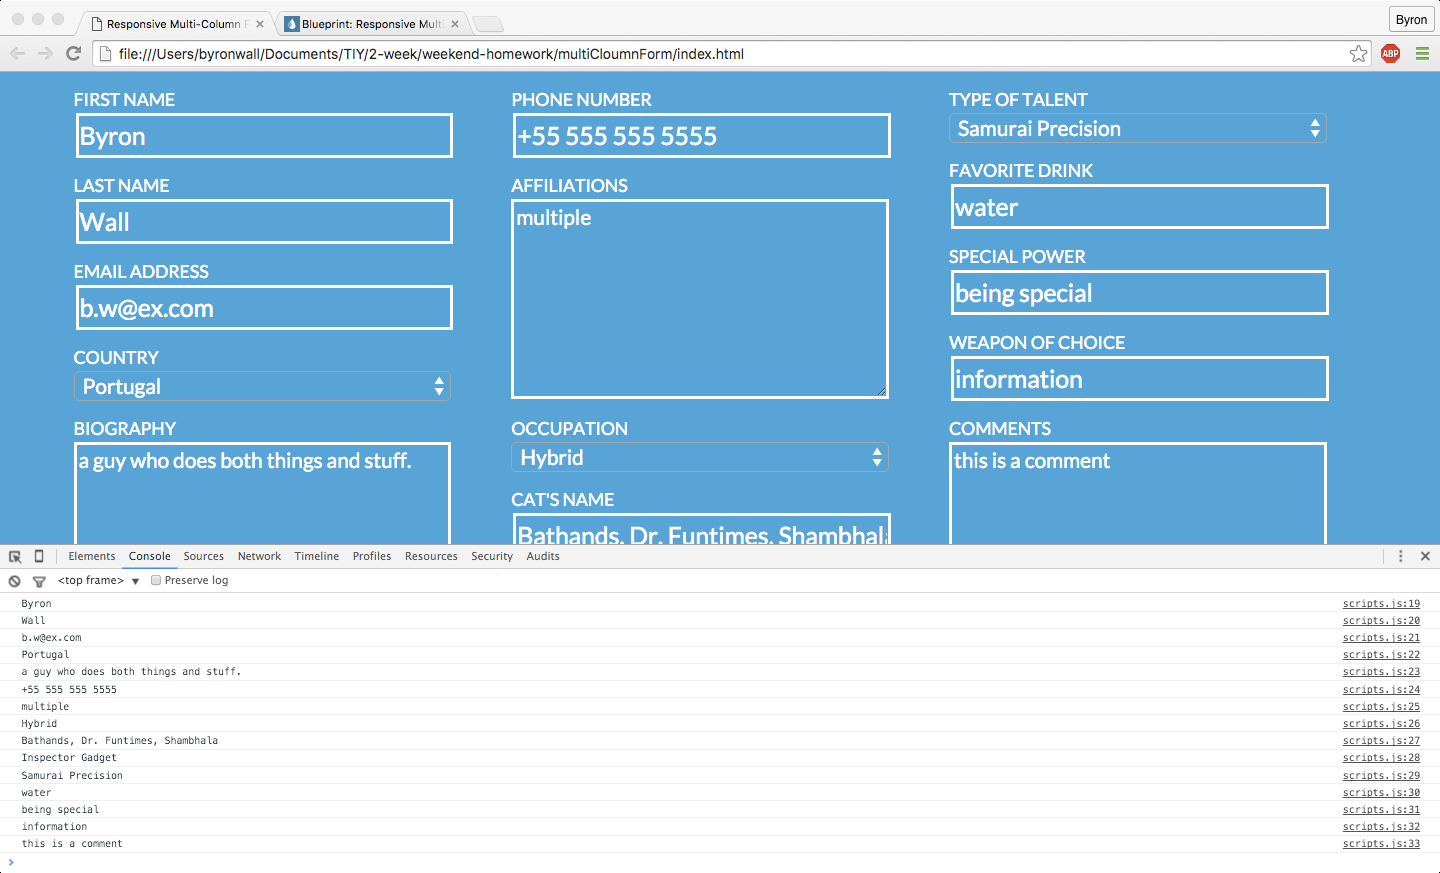 Responsive Multi-Column F
Blueprint: Responsive Mult
Byron
file:///Users/byronwall/Documents/TIY/2-week/weekend-homework/multiCloumnForm/index.html
ABP
FIRST NAME
Byron
LAST NAME
Wall
EMAIL ADDRESS
b.w@ex.com
COUNTRY
Portugal
BIOGRAPHY
a guy who does both things and stuff.
PHONE NUMBER
+55 555 555 5555
AFFILIATIONS
multiple
OCCUPATION
Hybrid
CAT'S NAME
Bathands, Dr. Funtimes, Shambhala
TYPE OF TALENT
Samurai Precision
FAVORITE DRINK
water
SPECIAL POWER
being special
WEAPON OF CHOICE
information
COMMENTS
this is a comment
Elements Console Sources Network Timeline Profiles Resources Security Audits
<top frame> Preserve log
Byron scripts.js:19
Wall scripts.js:20
b.w@ex.com scripts.js:21
Portugal scripts.js:22
a guy who does both things and stuff. scripts.js:23
+55 555 555 5555 scripts.js:24
multiple scripts.js:25
Hybrid scripts.js:26
Bathands, Dr. Funtimes, Shambhala scripts.js:27
Inspector Gadget scripts.js:28
Samurai Precision scripts.js:29
water scripts.js:30
being special scripts.js:31
information scripts.js:32
this is a comment scripts.js:33